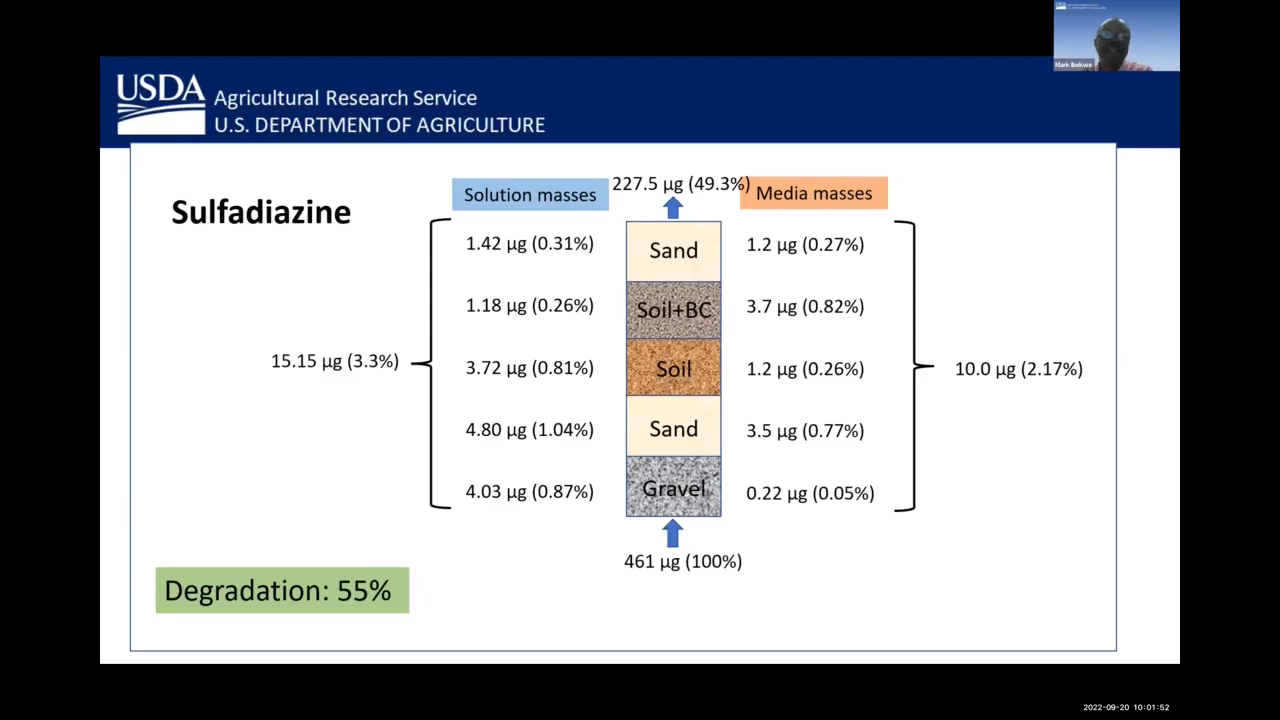 USDA
Agricultural Research Service
U.S. DEPARTMENT OF AGRICULTURE
Mark Ibekwe
Sulfadiazine
Solution masses
227.5 µg (49.3%)
Media masses
1.42 µg (0.31%)
Sand
1.2 µg (0.27%)
1.18 µg (0.26%)
Soil+BC
3.7 µg (0.82%)
15.15 µg (3.3%)
3.72 µg (0.81%)
Soil
1.2 µg (0.26%)
10.0 µg (2.17%)
4.80 µg (1.04%)
Sand
3.5 µg (0.77%)
4.03 µg (0.87%)
Gravel
0.22 µg (0.05%)
461 µg (100%)
Degradation: 55%
2022-09-20 10:01:52